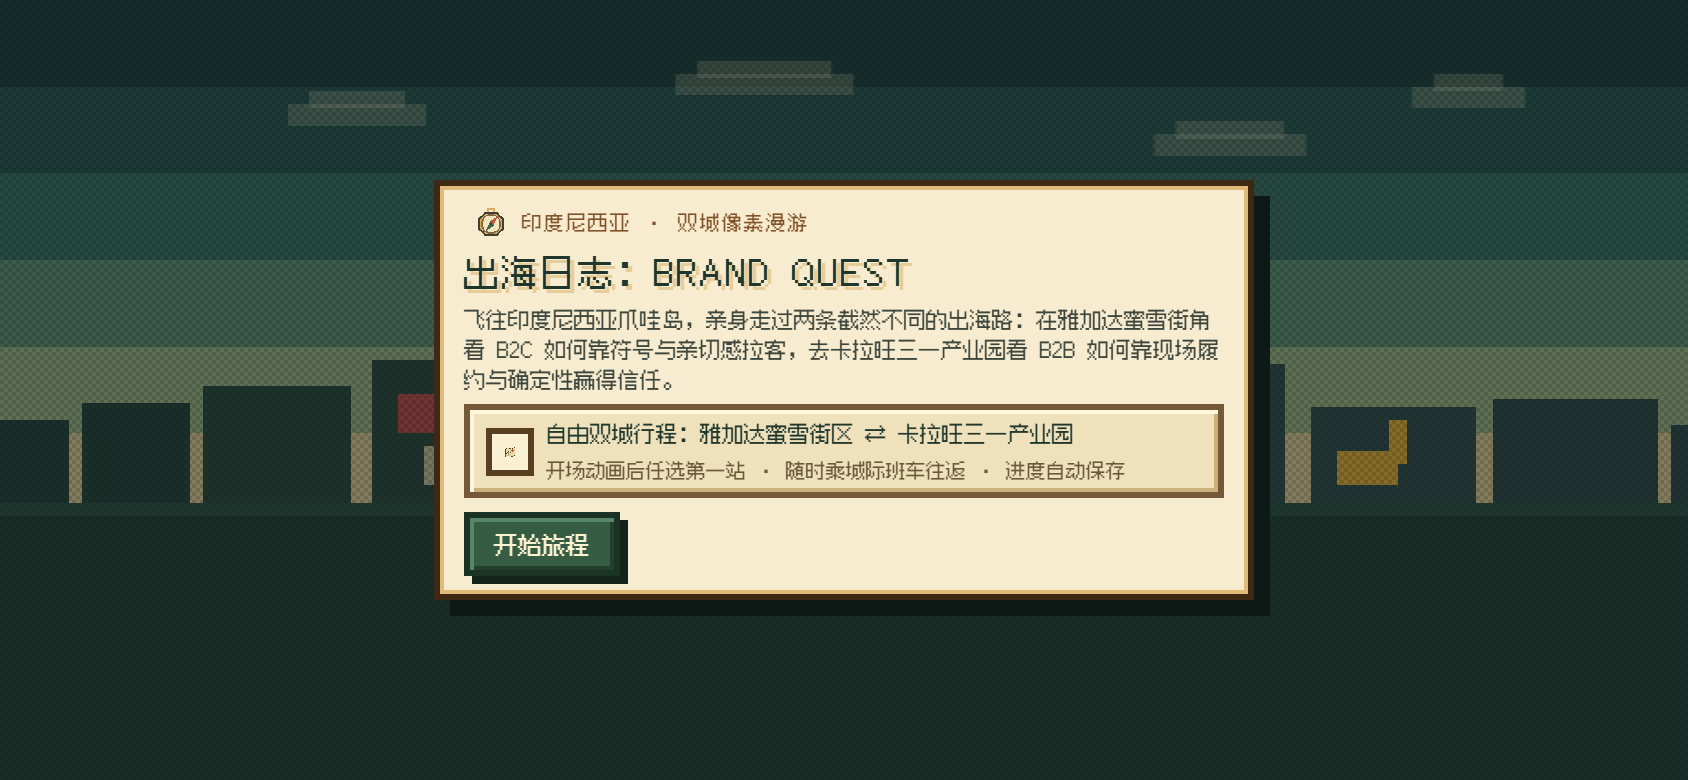 印度尼西亚 · 双城像素漫游
出海日志：BRAND QUEST
飞往印度尼西亚爪哇岛，亲身走过两条截然不同的出海路：在雅加达蜜雪街角
看 B2C 如何靠符号与亲切感拉客，去卡拉旺三一产业园看 B2B 如何靠现场履
约与确定性赢得信任。
自由双城行程：雅加达蜜雪街区 ⇄ 卡拉旺三一产业园
开场动画后任选第一站 · 随时乘城际班车往返 · 进度自动保存
开始旅程